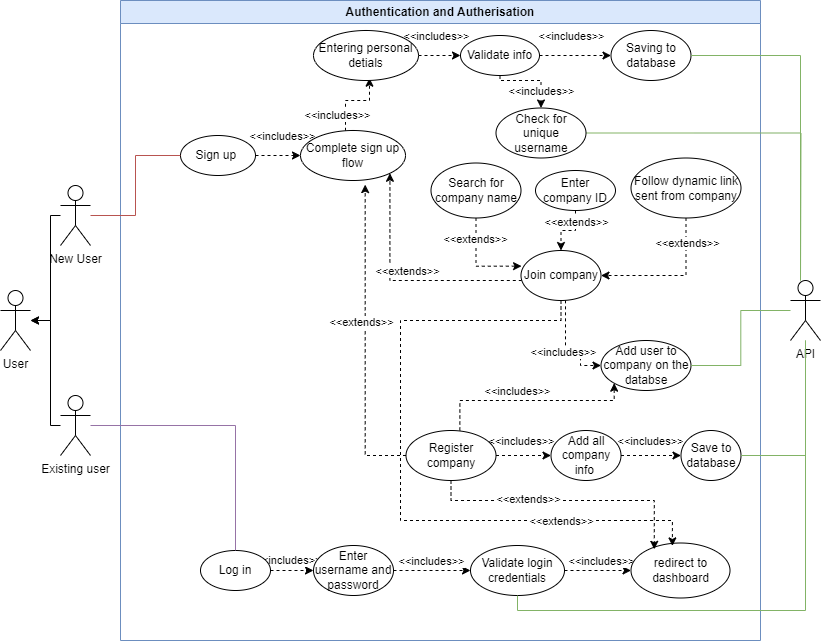 Authentication and Autherisation
Entering personal
detials
<<includes>>
Validate info
<<includes>>
Saving to
database
<<includes>>
<<includes>>
Check for
unique
username
Sign up
<<includes>>
Complete sign up
flow
Search for
company name
Enter
company ID
Follow dynamic link
sent from company
<<extends>>
<<extends>>
<<extends>>
New User
<<extends>>
Join company
<<extends>>
User
API
<<includes>>
Add user to
company on the
databse
<<includes>>
Existing user
Register
company
<<includes>>
Add all
company
info
<<includes>>
Save to
database
<<extends>>
<<extends>>
Log in
<<includes>>
Enter
username and
password
<<includes>>
Validate login
credentials
<<includes>>
redirect to
dashboard